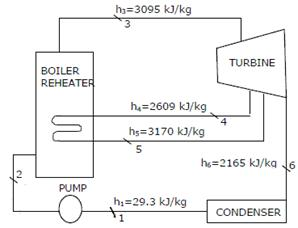 h₃=3095 kJ/kg
3
TURBINE
BOILER
REHEATER
h₄=2609 kJ/kg
4
h₅=3170 kJ/kg
5
h₆=2165 kJ/kg
6
2
PUMP
h₁=29.3 kJ/kg
1
CONDENSER